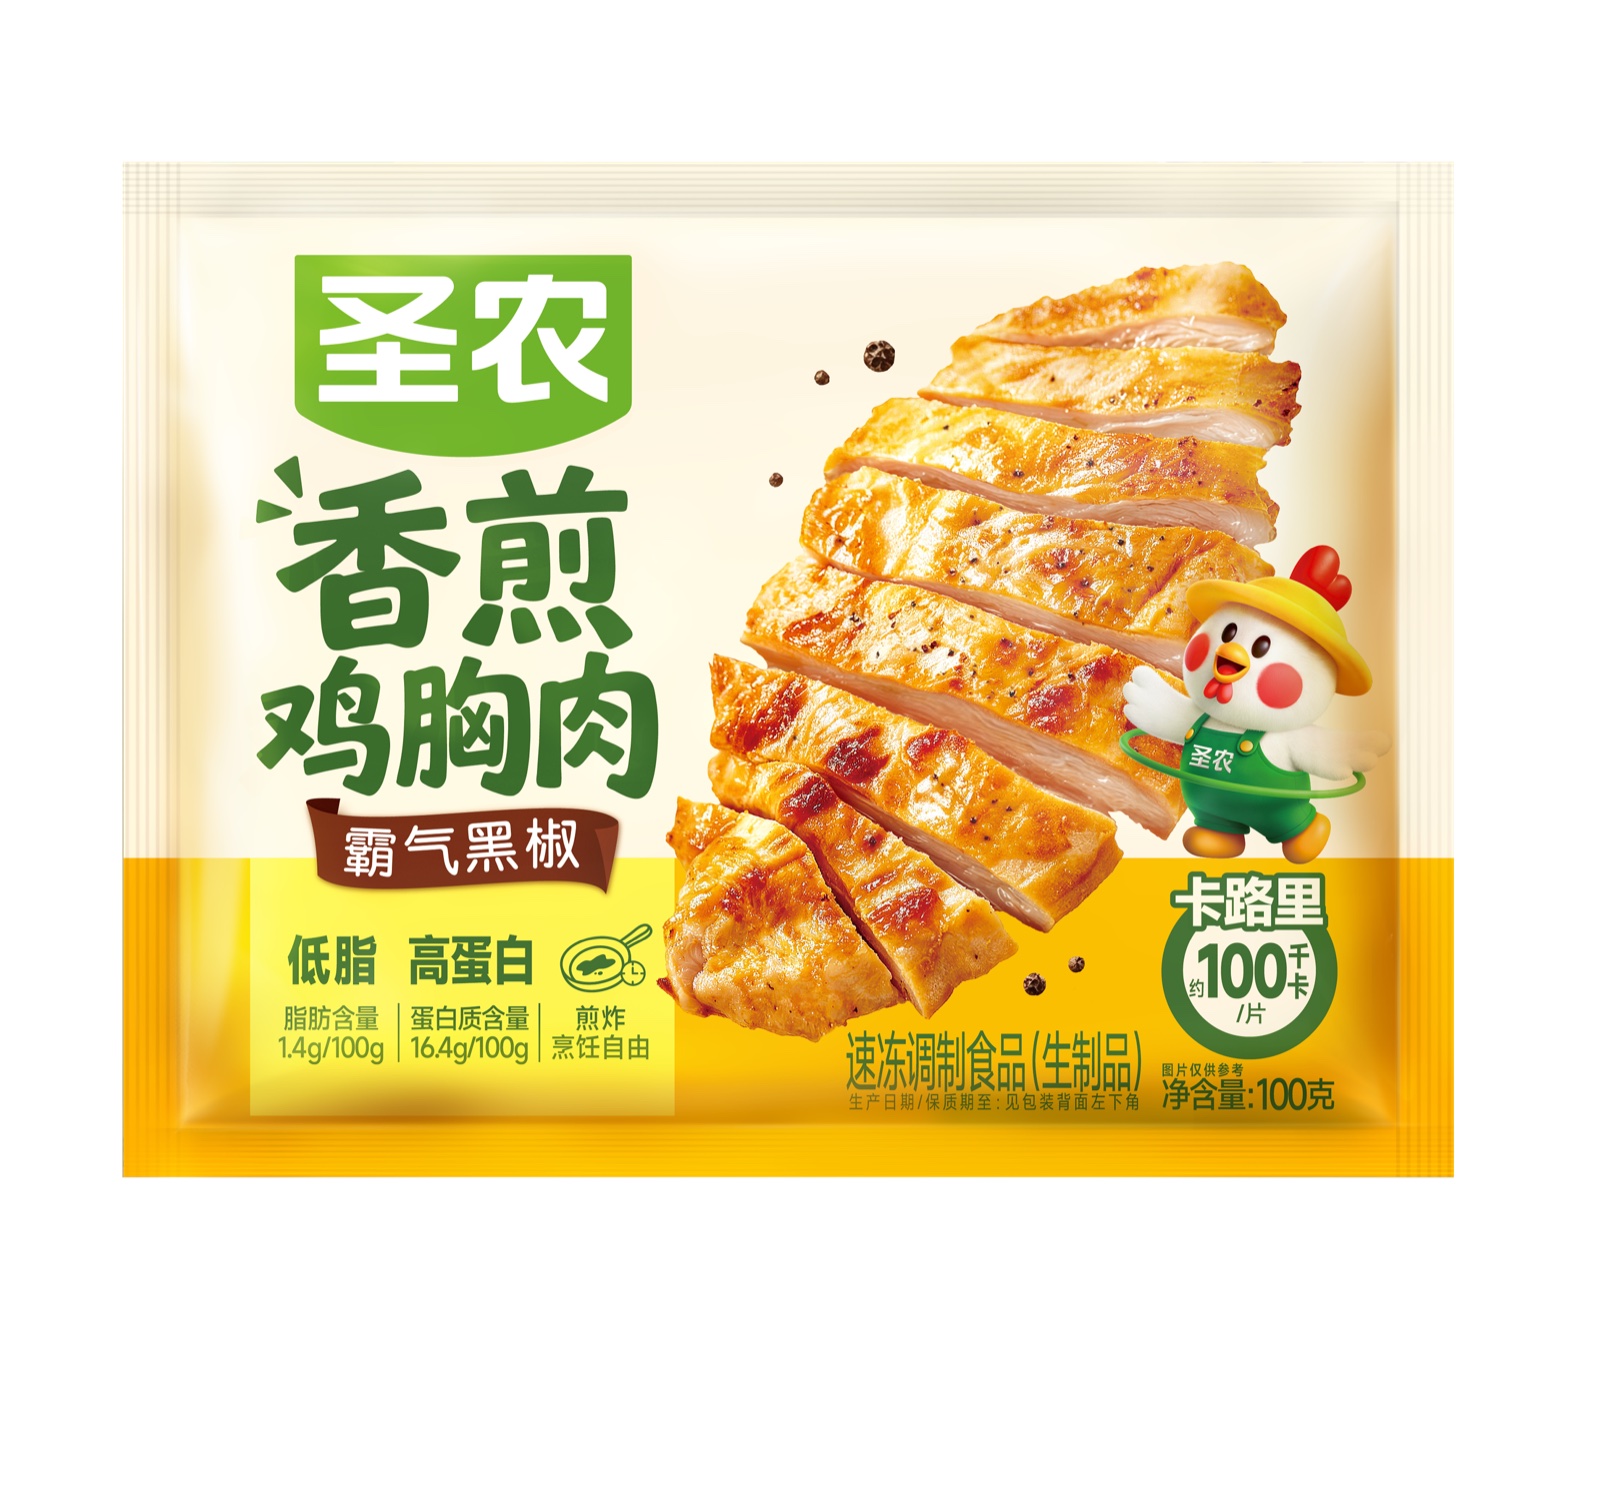 圣农
香煎
鸡胸肉
霸气黑椒
低脂 高蛋白
脂肪含量 蛋白质含量 煎炸
1.4g/100g 16.4g/100g 烹饪自由
圣农
卡路里
约100千卡
/片
速冻调制食品(生制品)
生产日期/保质期至:见包装背面左下角
图片仅供参考
净含量:100克